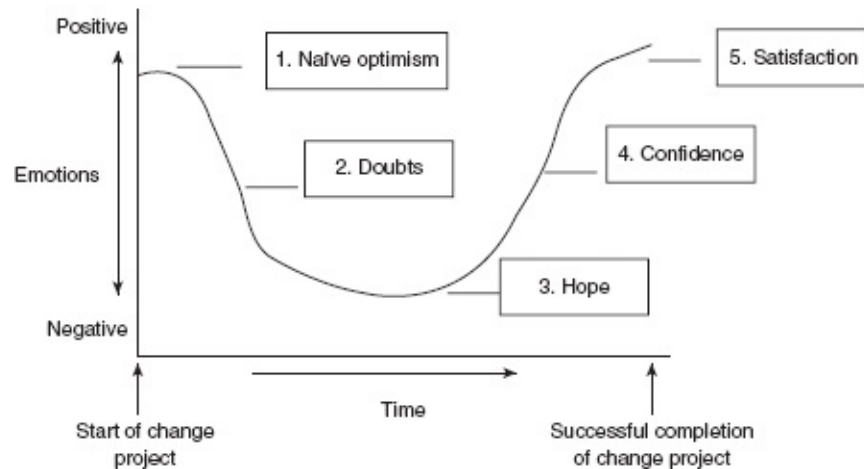 Positive
1. Naïve optimism
5. Satisfaction
4. Confidence
2. Doubts
Emotions
3. Hope
Negative
Time
Start of change
project
Successful completion
of change project